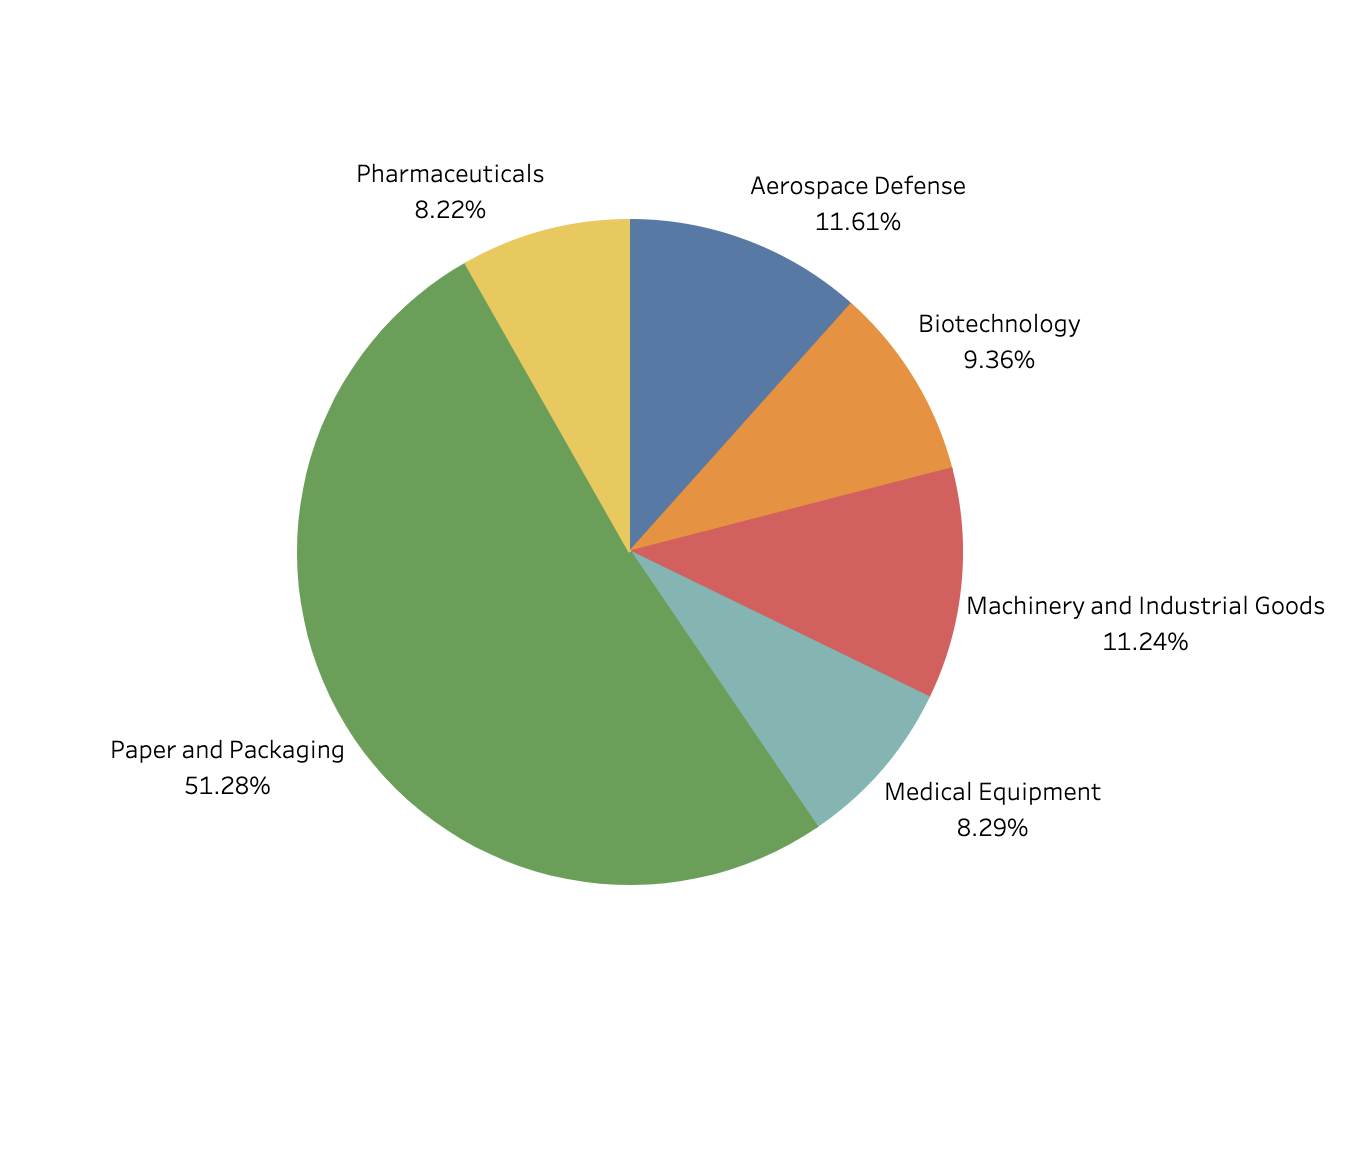 Pharmaceuticals
8.22%
Aerospace Defense
11.61%
Biotechnology
9.36%
Machinery and Industrial Goods
11.24%
Paper and Packaging
51.28%
Medical Equipment
8.29%